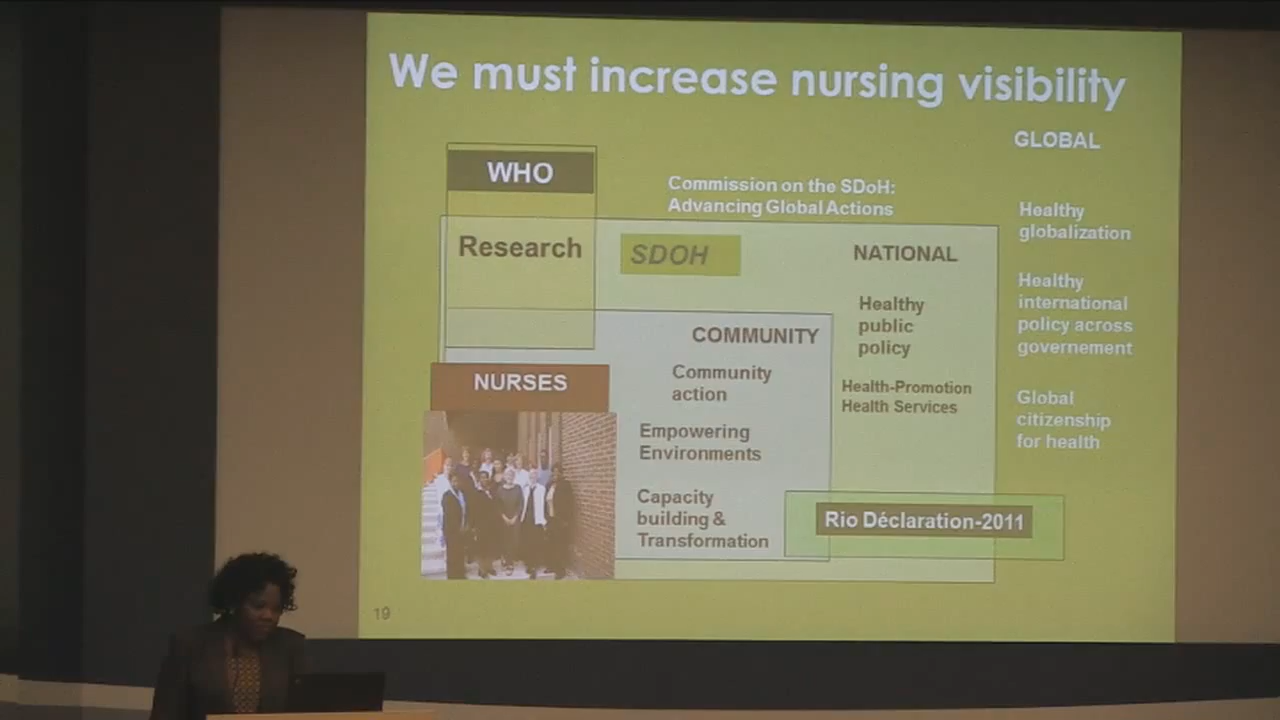 We must increase nursing visibility
GLOBAL
WHO
Commission on the SDoH:
Advancing Global Actions
Healthy
globalization
Research
SDOH
NATIONAL
Healthy
international
policy across
governement
Healthy
public
policy
COMMUNITY
Community
action
NURSES
Health-Promotion
Health Services
Global
citizenship
for health
Empowering
Environments
Capacity
building &
Transformation
Rio Déclaration-2011
19